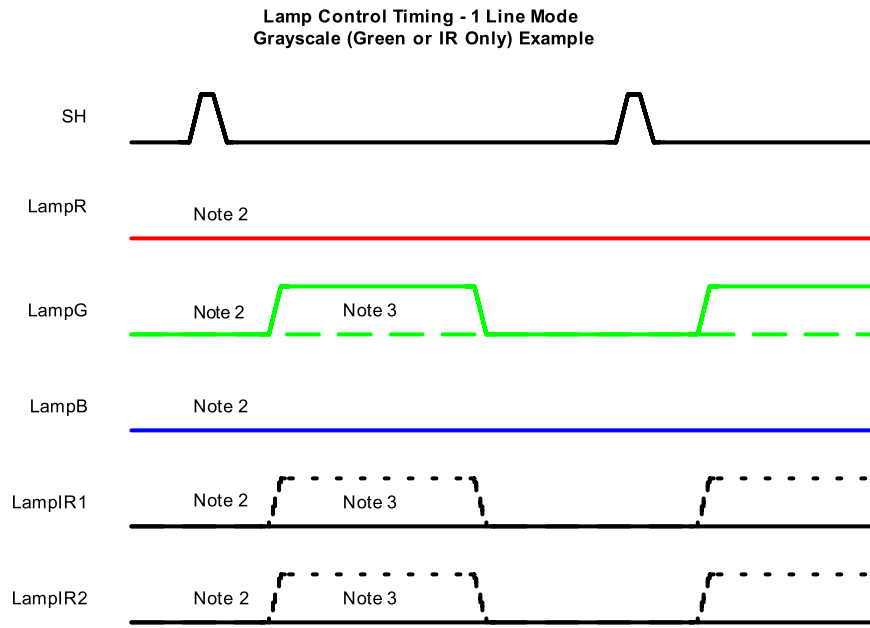 Lamp Control Timing - 1 Line Mode
Grayscale (Green or IR Only) Example
SH
LampR
Note 2
LampG
Note 2
Note 3
LampB
Note 2
LampIR1
Note 2
Note 3
LampIR2
Note 2
Note 3